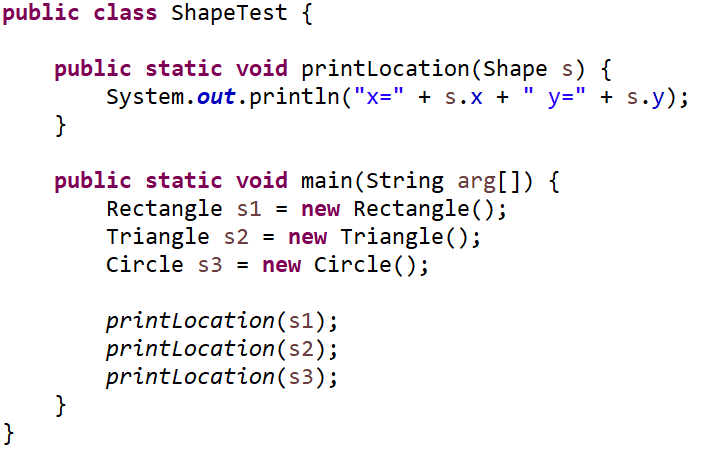 public class ShapeTest {
    public static void printLocation(Shape s) {
        System.out.println("x=" + s.x + " y=" + s.y);
    }
    public static void main(String arg[]) {
        Rectangle s1 = new Rectangle();
        Triangle s2 = new Triangle();
        Circle s3 = new Circle();
        printLocation(s1);
        printLocation(s2);
        printLocation(s3);
    }
}